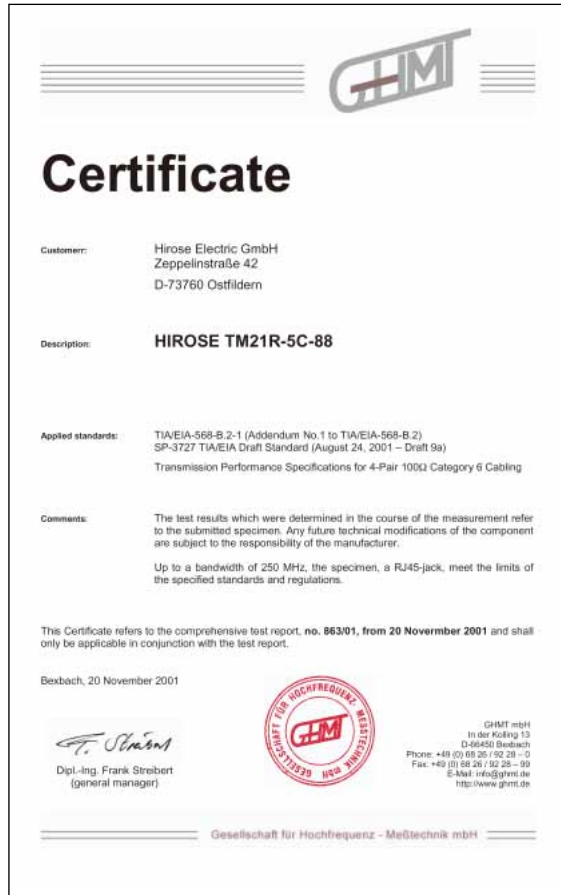 GHMT
Certificate
Customerr:
Hirose Electric GmbH
Zeppelinstraße 42
D-73760 Ostfildern
Description:
HIROSE TM21R-5C-88
Applied standards:
TIA/EIA-568-B.2-1 (Addendum No.1 to TIA/EIA-568-B.2)
SP-3727 TIA/EIA Draft Standard (August 24, 2001 – Draft 9a)
Transmission Performance Specifications for 4-Pair 100Ω Category 6 Cabling
Comments:
The test results which were determined in the course of the measurement refer
to the submitted specimen. Any future technical modifications of the component
are subject to the responsibility of the manufacturer.
Up to a bandwidth of 250 MHz, the specimen, a RJ45-jack, meet the limits of
the specified standards and regulations.
This Certificate refers to the comprehensive test report, no. 863/01, from 20 Novermber 2001 and shall
only be applicable in conjunction with the test report.
Bexbach, 20 November 2001
F. Streibert
Dipl.-Ing. Frank Streibert
(general manager)
GESELLSCHAFT FÜR HOCHFREQUENZ- MESSTECHNIK mbH
GHMT
GHMT mbH
In der Kolling 13
D-66450 Bexbach
Phone: +49 (0) 68 26 / 92 28 – 0
Fax: +49 (0) 68 26 / 92 28 – 99
E-Mail: info@ghmt.de
http://www.ghmt.de
Gesellschaft für Hochfrequenz - Meßtechnik mbH